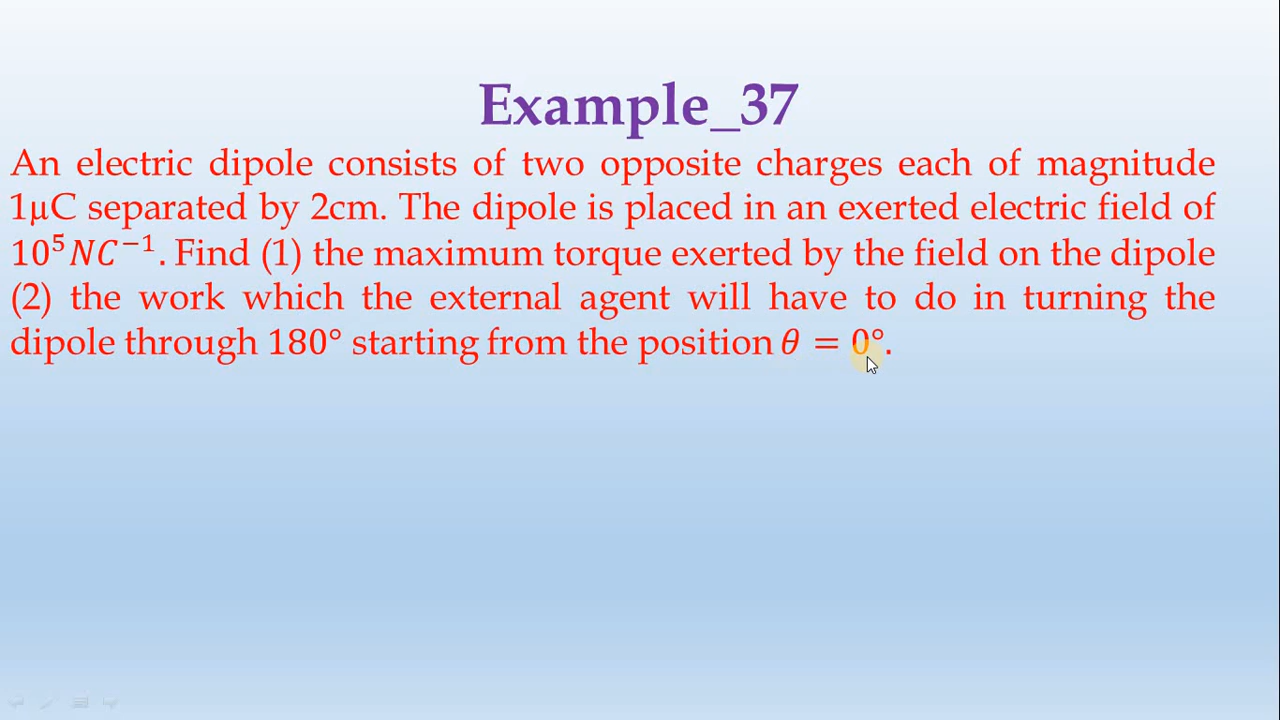 Example_37
An electric dipole consists of two opposite charges each of magnitude
1µC separated by 2cm. The dipole is placed in an exerted electric field of
10⁵NC⁻¹. Find (1) the maximum torque exerted by the field on the dipole
(2) the work which the external agent will have to do in turning the
dipole through 180° starting from the position θ = 0°.